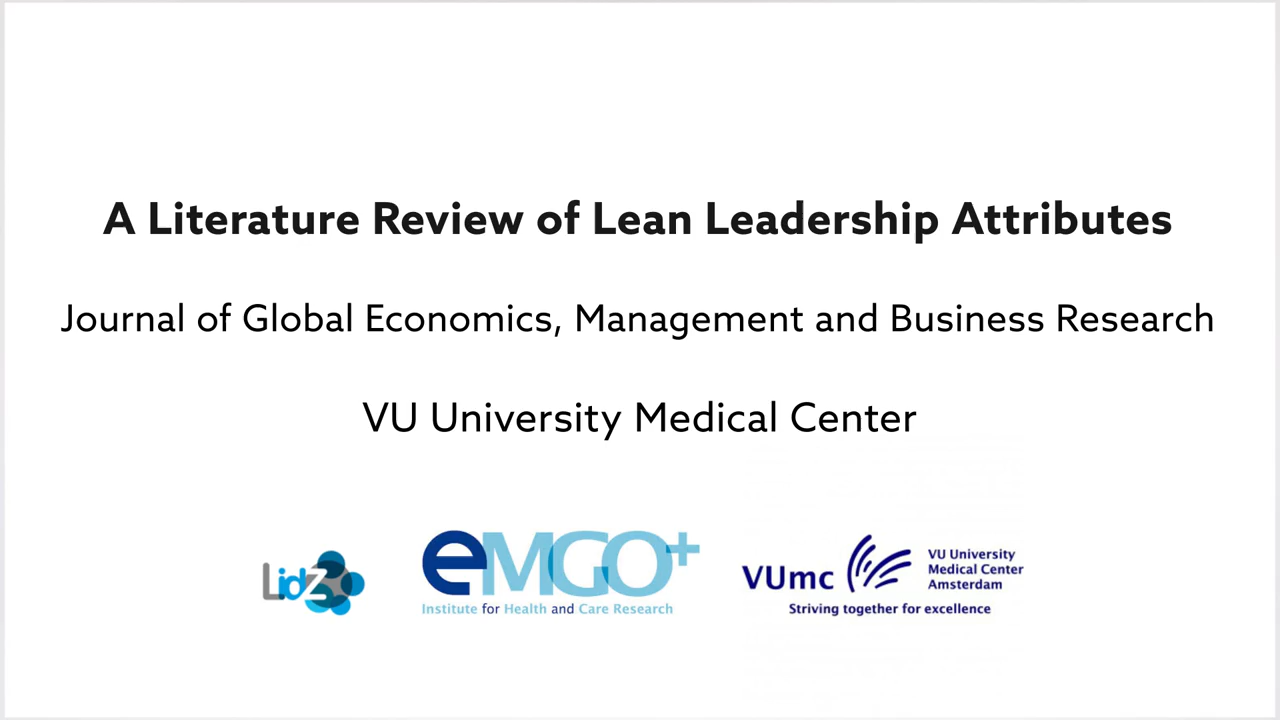 A Literature Review of Lean Leadership Attributes
Journal of Global Economics, Management and Business Research
VU University Medical Center
LidZ
eMGO+
Institute for Health and Care Research
VUmc
VU University
Medical Center
Amsterdam
Striving together for excellence